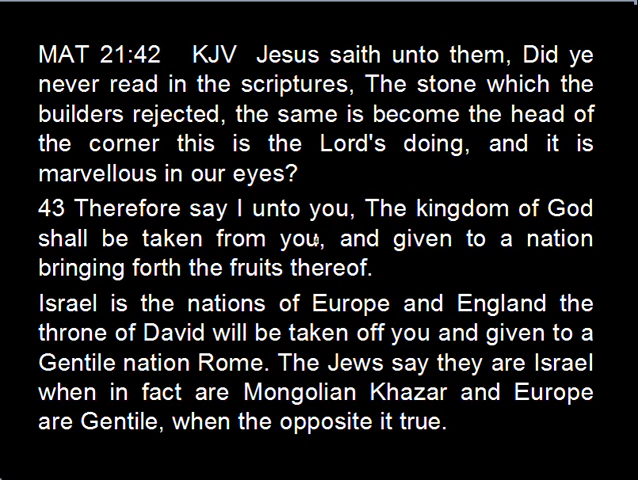 MAT 21:42 KJV Jesus saith unto them, Did ye
never read in the scriptures, The stone which the
builders rejected, the same is become the head of
the corner this is the Lord's doing, and it is
marvellous in our eyes?
43 Therefore say I unto you, The kingdom of God
shall be taken from you, and given to a nation
bringing forth the fruits thereof.
Israel is the nations of Europe and England the
throne of David will be taken off you and given to a
Gentile nation Rome. The Jews say they are Israel
when in fact are Mongolian Khazar and Europe
are Gentile, when the opposite it true.